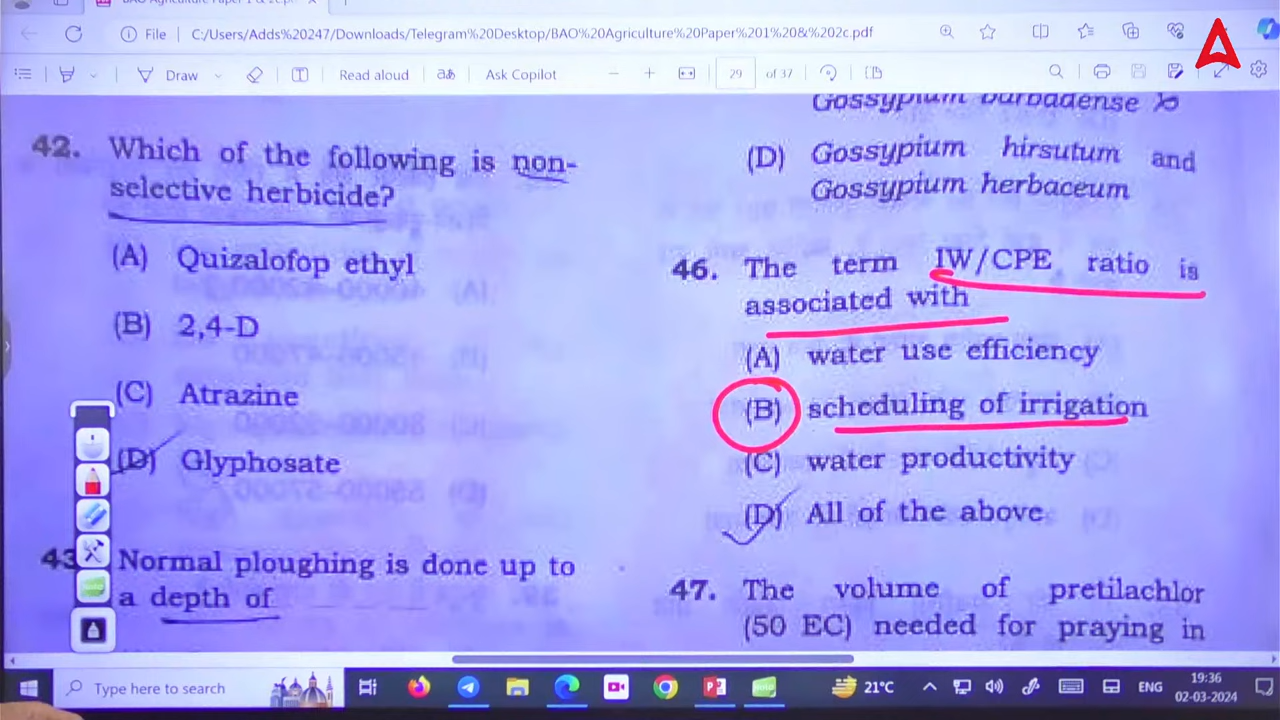 File
C:/Users/Adds%20247/Downloads/Telegram%20Desktop/BAO%20Agriculture%20Paper%201%20&%202c.pdf
Draw
Read aloud
Ask Copilot
29
of 37
42. Which of the following is non-
selective herbicide?
(A) Quizalofop ethyl
(B) 2,4-D
(C) Atrazine
(D) Glyphosate
43 Normal ploughing is done up to
a depth of
Gossypium barbadense
(D) Gossypium hirsutum and
Gossypium herbaceum
46. The term IW/CPE ratio is
associated with
(A) water use efficiency
(B) scheduling of irrigation
(C) water productivity
(D) All of the above
47. The volume of pretilachlor
(50 EC) needed for praying in
Type here to search
21°C
ENG
19:36
02-03-2024